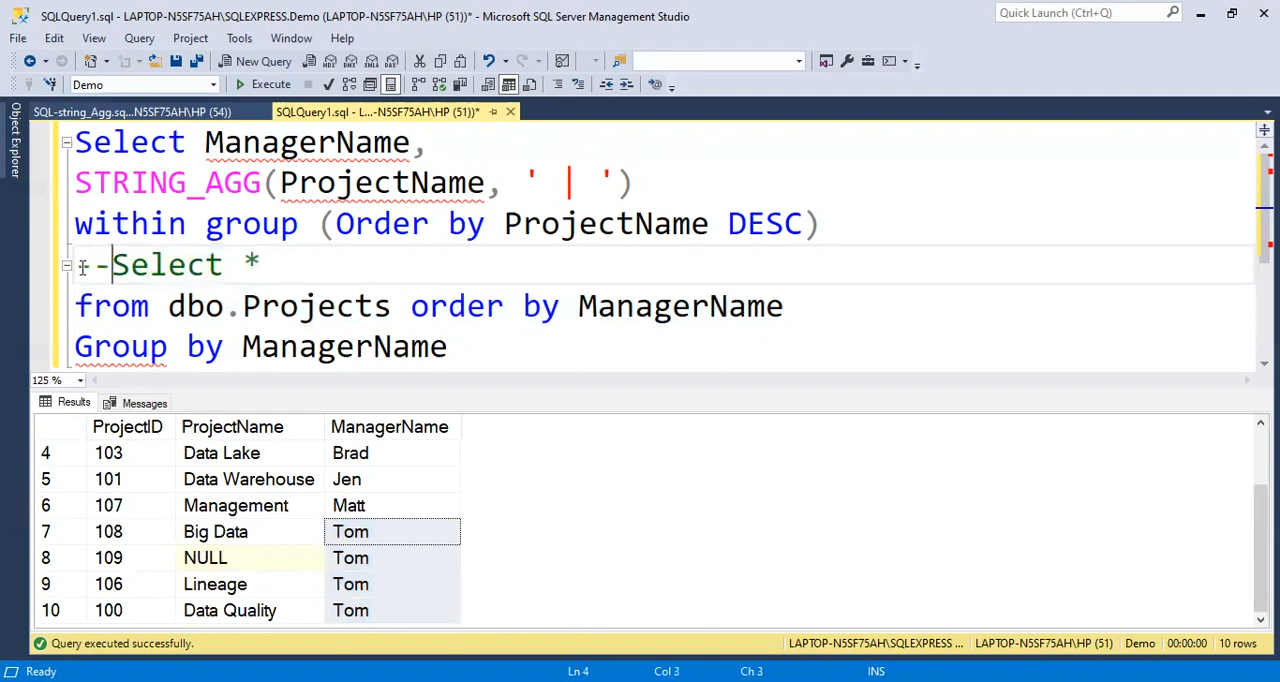 SQLQuery1.sql - LAPTOP-N5SF75AH\SQLEXPRESS.Demo (LAPTOP-N5SF75AH\HP (51))* - Microsoft SQL Server Management Studio
Quick Launch (Ctrl+Q)
File Edit View Query Project Tools Window Help
New Query
Demo Execute
SQL-string_Agg.sq...N5SF75AH\HP (54)) SQLQuery1.sql - L...-N5SF75AH\HP (51))*
Object Explorer
Select ManagerName,
STRING_AGG(ProjectName, ' | ')
within group (Order by ProjectName DESC)
--Select *
from dbo.Projects order by ManagerName
Group by ManagerName
125 %
Results Messages
ProjectID ProjectName ManagerName
4 103 Data Lake Brad
5 101 Data Warehouse Jen
6 107 Management Matt
7 108 Big Data Tom
8 109 NULL Tom
9 106 Lineage Tom
10 100 Data Quality Tom
Query executed successfully. LAPTOP-N5SF75AH\SQLEXPRESS ... LAPTOP-N5SF75AH\HP (51) Demo 00:00:00 10 rows
Ready Ln 4 Col 3 Ch 3 INS